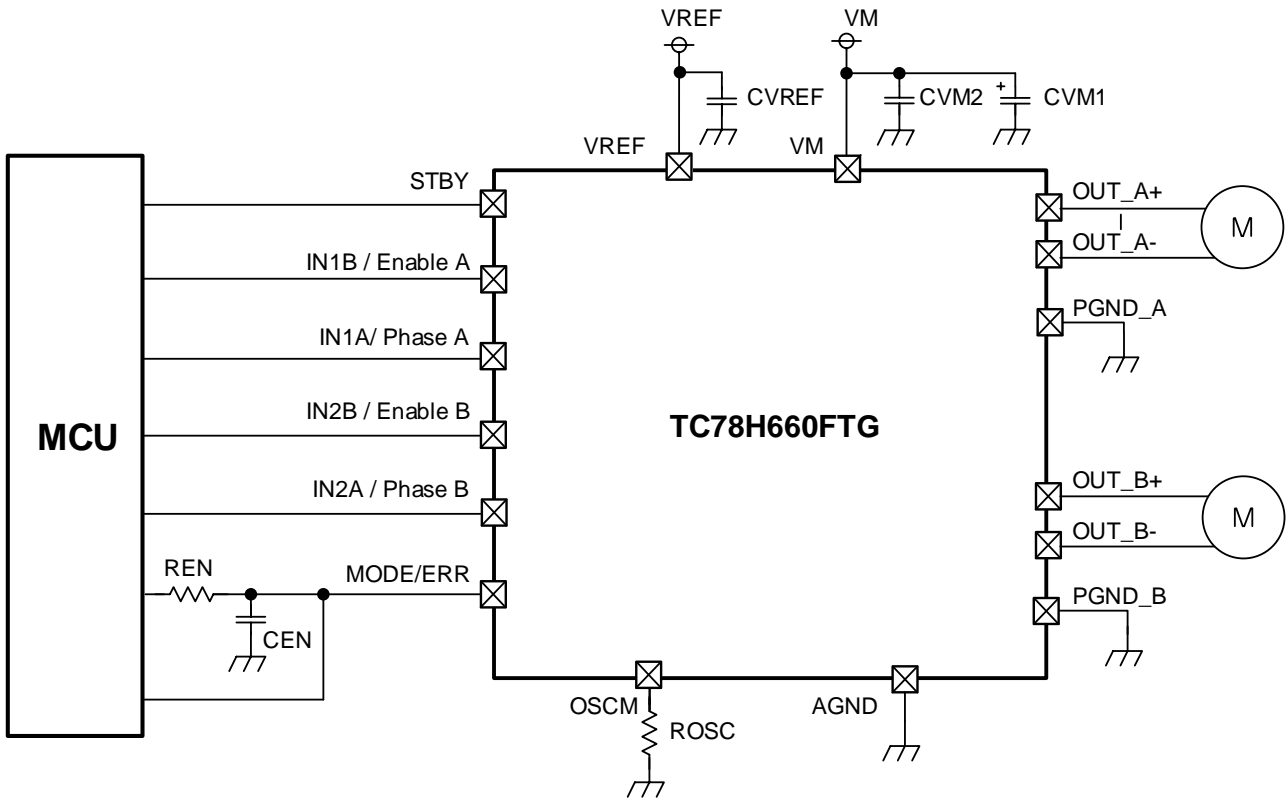 VREF
VM
CVREF
CVM2
+
CVM1
VREF
VM
STBY
OUT_A+
M
IN1B / Enable A
OUT_A-
IN1A/ Phase A
PGND_A
IN2B / Enable B
MCU
TC78H660FTG
IN2A / Phase B
OUT_B+
M
OUT_B-
REN
MODE/ERR
PGND_B
CEN
OSCM
AGND
ROSC